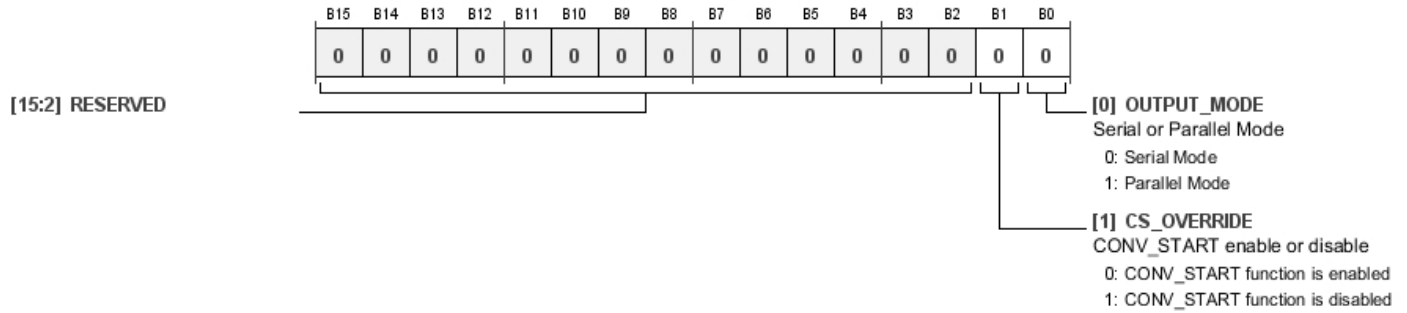 B15 B14 B13 B12 B11 B10 B9 B8 B7 B6 B5 B4 B3 B2 B1 B0
0 0 0 0 0 0 0 0 0 0 0 0 0 0 0 0
[15:2] RESERVED
[0] OUTPUT_MODE
Serial or Parallel Mode
0: Serial Mode
1: Parallel Mode
[1] CS_OVERRIDE
CONV_START enable or disable
0: CONV_START function is enabled
1: CONV_START function is disabled